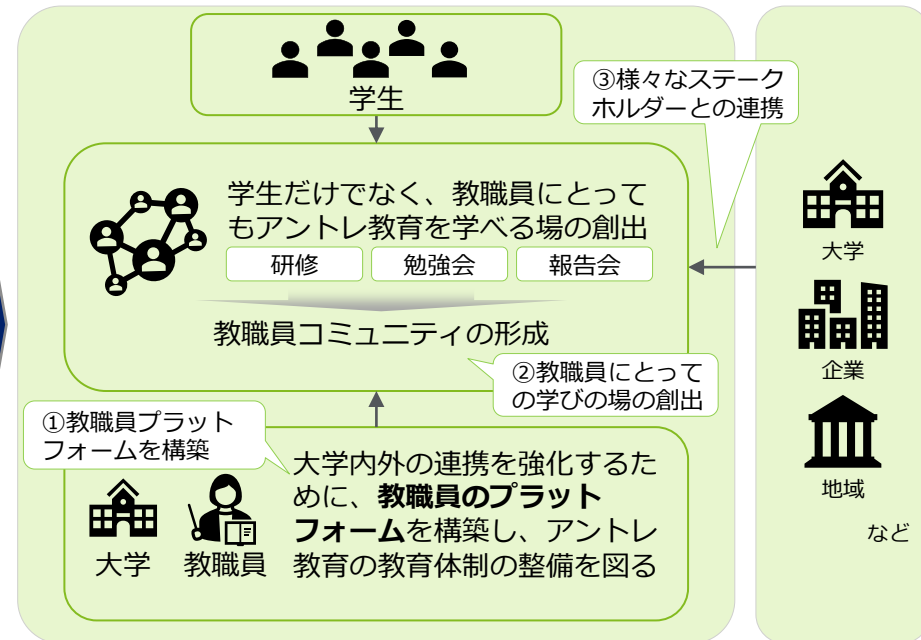 学生
③様々なステーク
ホルダーとの連携
学生だけでなく、教職員にとって
もアントレ教育を学べる場の創出
研修 勉強会 報告会
教職員コミュニティの形成
②教職員にとって
の学びの場の創出
①教職員プラット
フォームを構築
大学内外の連携を強化するた
めに、教職員のプラット
フォームを構築し、アントレ
教育の教育体制の整備を図る
大学 教職員
大学
企業
地域
など